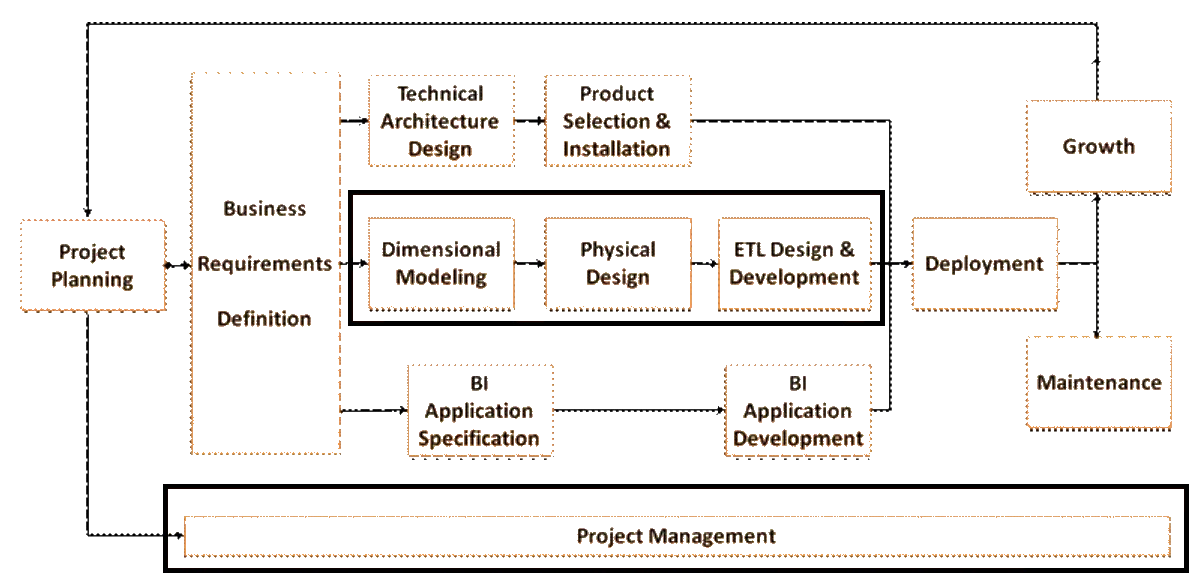 Technical
Architecture
Design
Product
Selection &
Installation
Growth
Business
Requirements
Definition
Project
Planning
Dimensional
Modeling
Physical
Design
ETL Design &
Development
Deployment
BI
Application
Specification
BI
Application
Development
Maintenance
Project Management